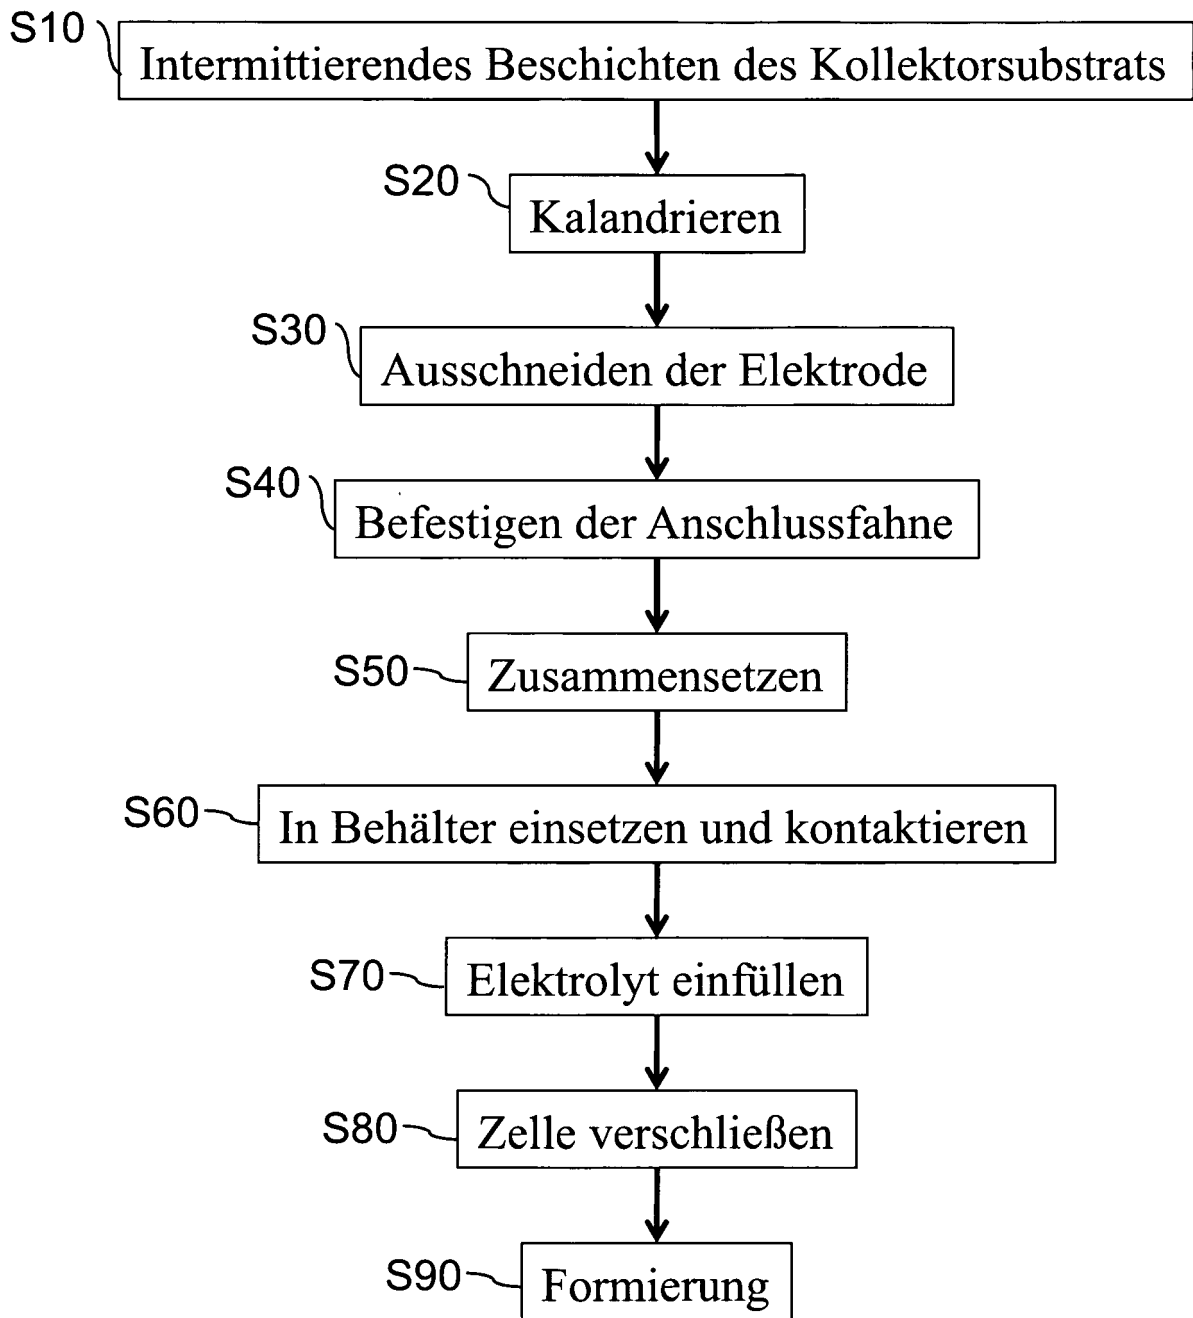 S10
Intermittierendes Beschichten des Kollektorsubstrats
S20
Kalandrieren
S30
Ausschneiden der Elektrode
S40
Befestigen der Anschlussfahne
S50
Zusammensetzen
S60
In Behälter einsetzen und kontaktieren
S70
Elektrolyt einfüllen
S80
Zelle verschließen
S90
Formierung